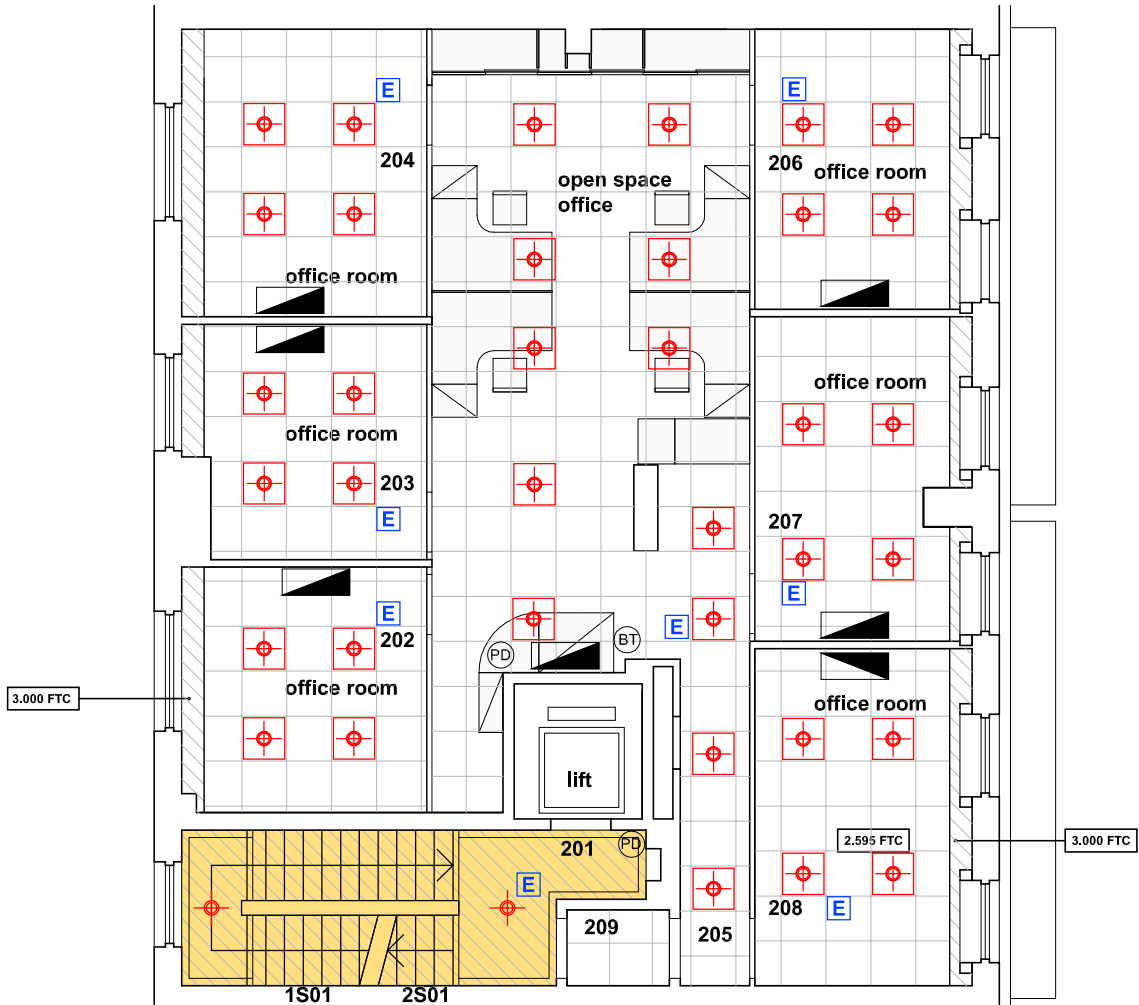 E
E
204
206
office room
open space
office
office room
office room
office room
203
E
207
E
E
202
E
PD
BT
office room
office room
3.000 FTC
lift
2.595 FTC
3.000 FTC
201
PD
E
208
E
209
205
1S01
2S01